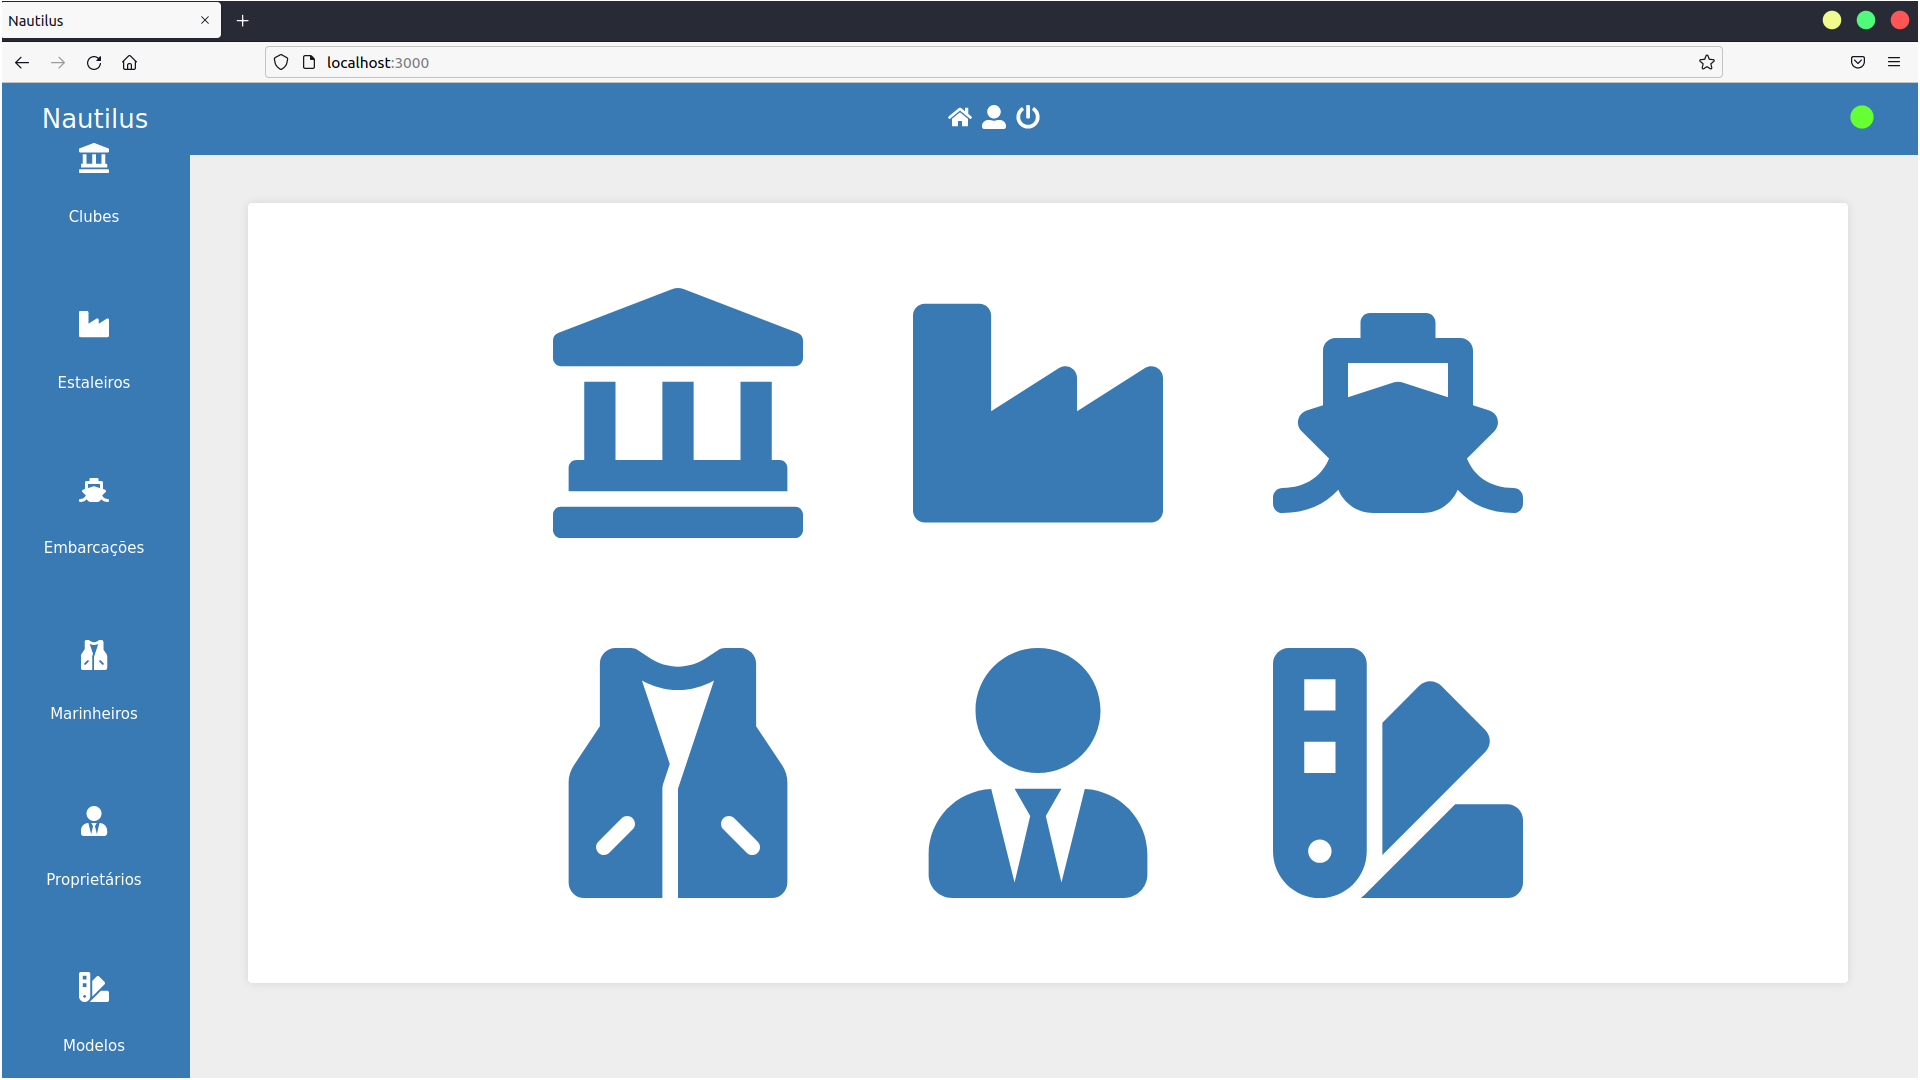 Nautilus
localhost:3000
Nautilus
Clubes
Estaleiros
Embarcações
Marinheiros
Proprietários
Modelos